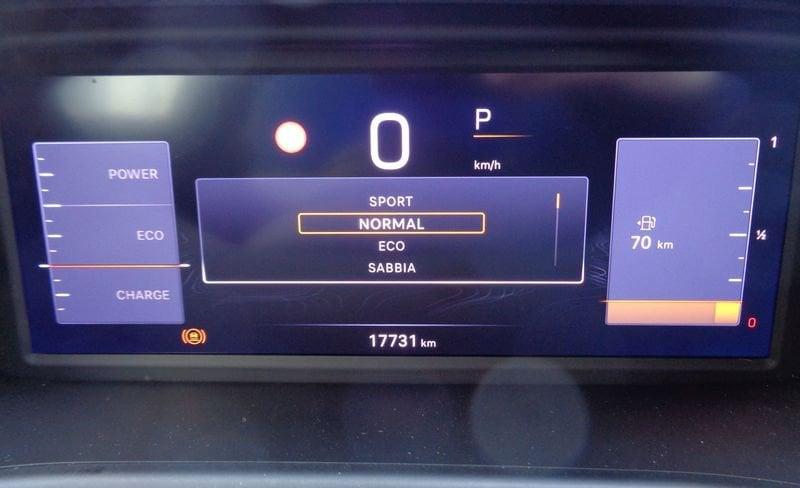 0
P
km/h
POWER
ECO
CHARGE
SPORT
NORMAL
ECO
SABBIA
1
½
0
70 km
17731 km